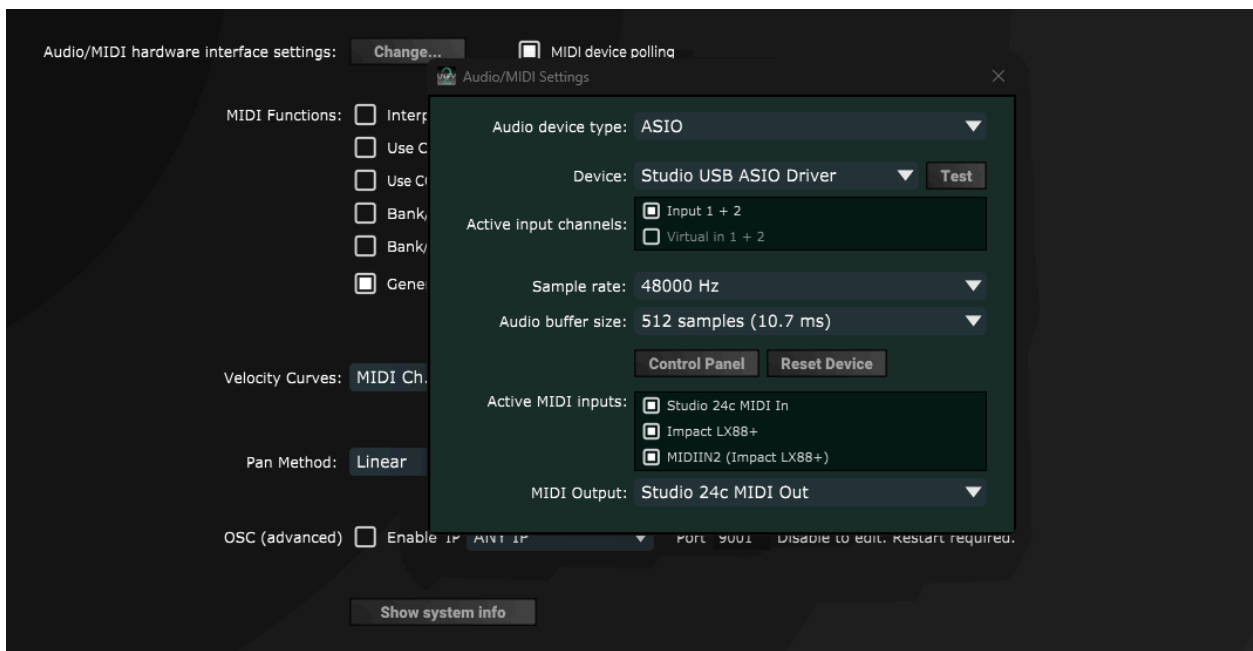 Audio/MIDI hardware interface settings: Change... MIDI device polling
Audio/MIDI Settings
MIDI Functions:
Use
Use
Bank/
Bank/
Velocity Curves: MIDI Ch.
Pan Method: Linear
Audio device type: ASIO
Device: Studio USB ASIO Driver Test
Active input channels: Input 1 + 2
Virtual in 1 + 2
Sample rate: 48000 Hz
Audio buffer size: 512 samples (10.7 ms)
Control Panel Reset Device
Active MIDI inputs: Studio 24c MIDI In
Impact LX88+
MIDIIN2 (Impact LX88+)
MIDI Output: Studio 24c MIDI Out
OSC (advanced) Enable IP ANY IP Port 9001 Disable to edit. Restart required.
Show system info